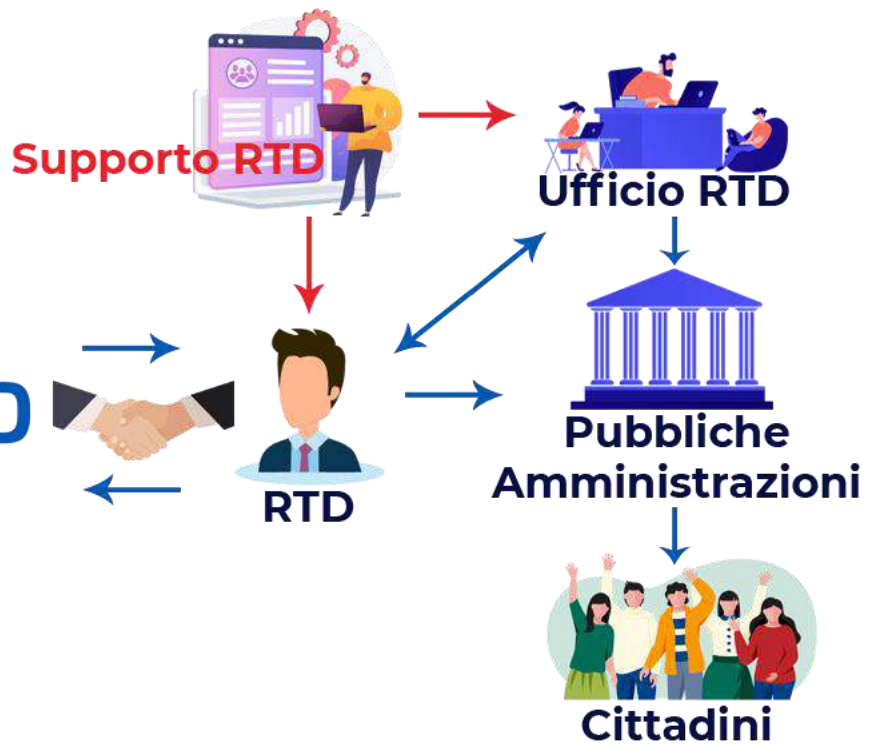 Supporto RTD
Ufficio RTD
RTD
Pubbliche
Amministrazioni
Cittadini